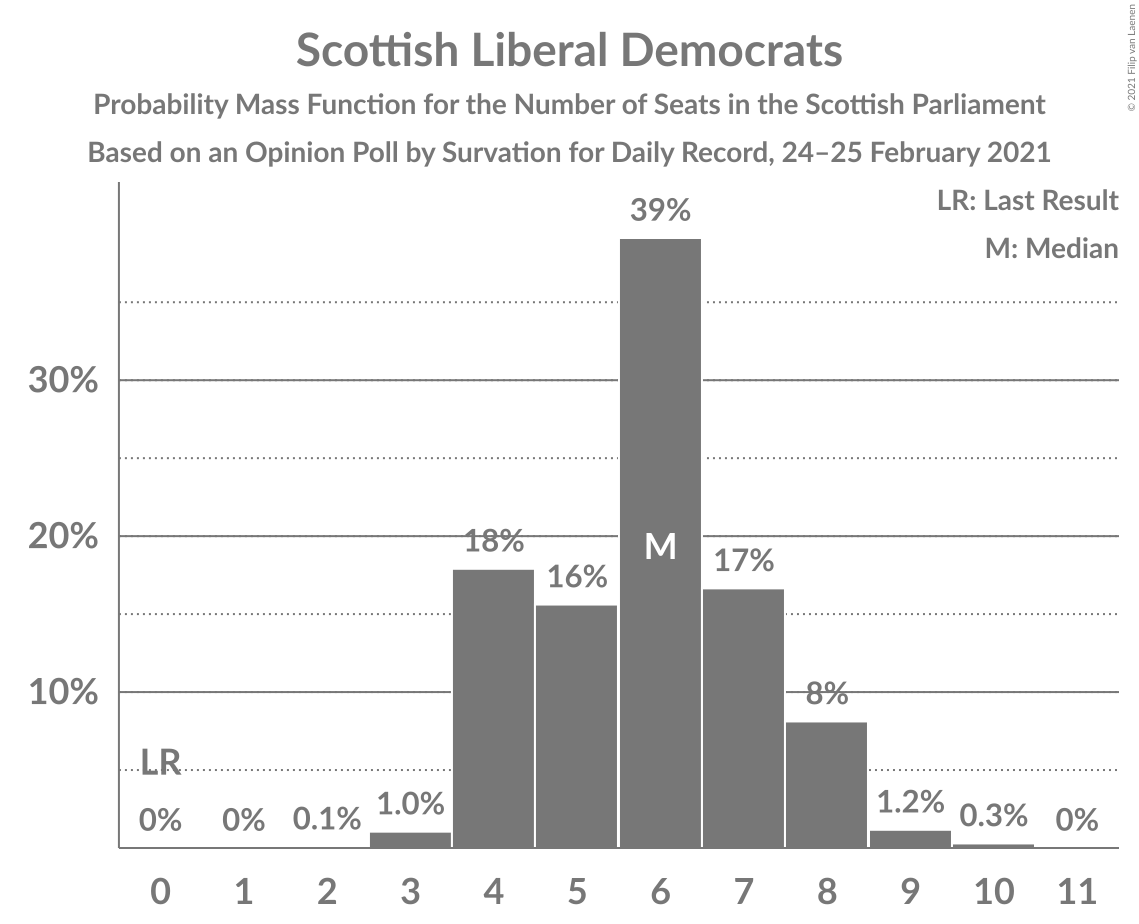 Scottish Liberal Democrats
Probability Mass Function for the Number of Seats in the Scottish Parliament
Based on an Opinion Poll by Survation for Daily Record, 24–25 February 2021
© 2021 Filip van Laenen
LR: Last Result
M: Median
39%
30%
20%
18%
16%
M
17%
10%
8%
LR
0%
0%
0.1%
1.0%
1.2%
0.3%
0%
0 1 2 3 4 5 6 7 8 9 10 11